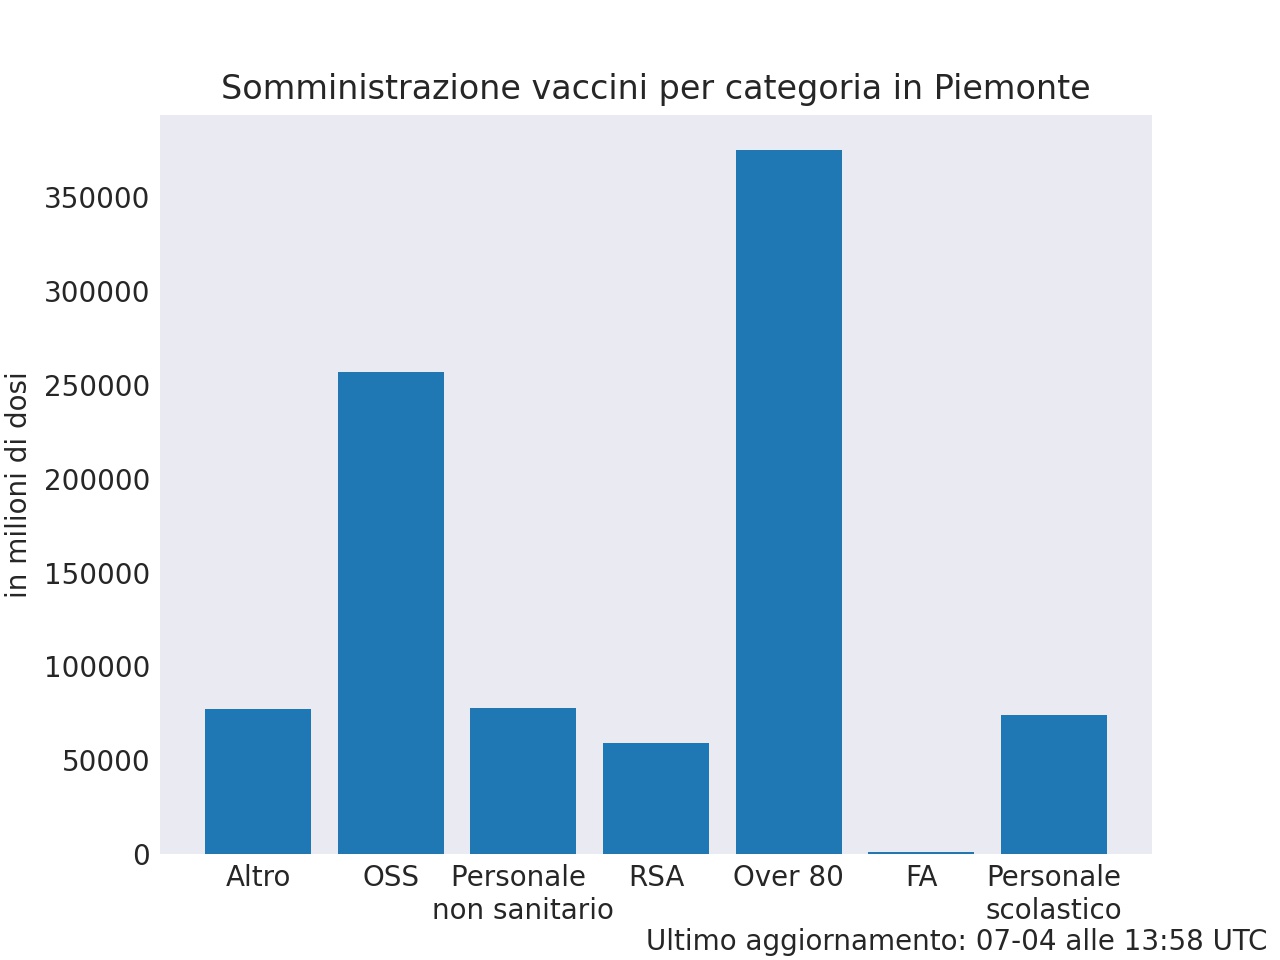 Somministrazione vaccini per categoria in Piemonte
in milioni di dosi
350000
300000
250000
200000
150000
100000
50000
0
Altro
OSS
Personale
non sanitario
RSA
Over 80
FA
Personale
scolastico
Ultimo aggiornamento: 07-04 alle 13:58 UTC